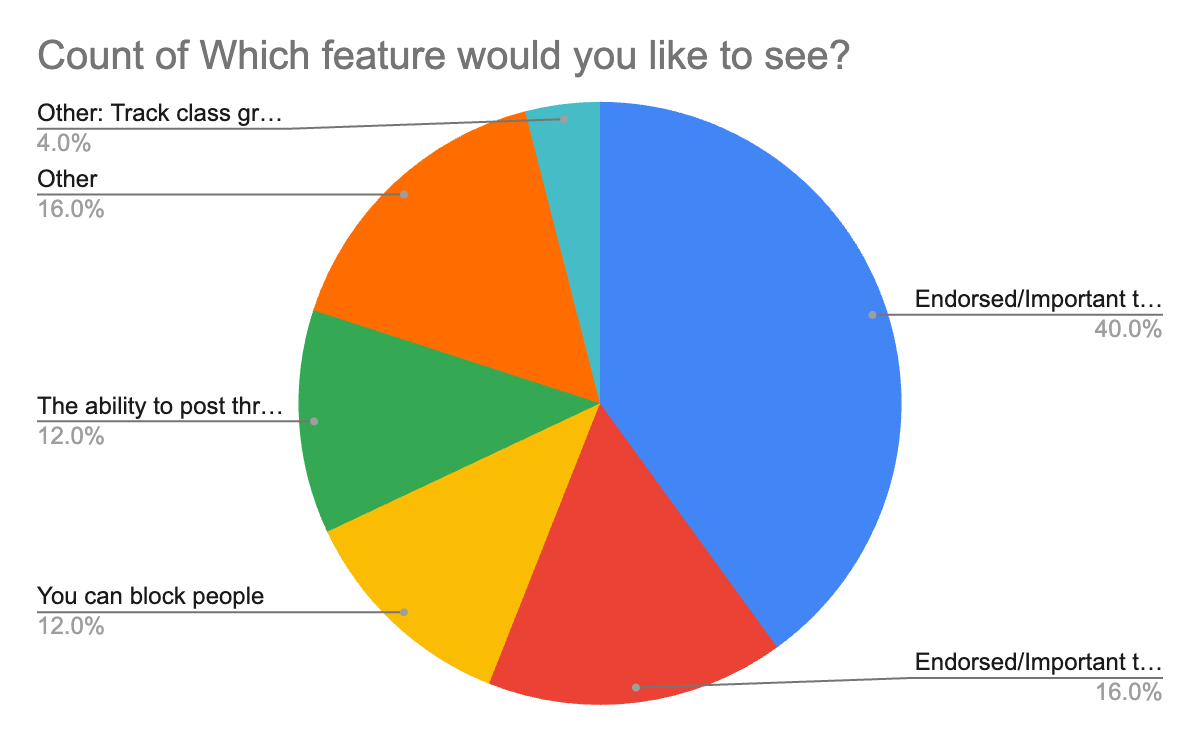 Count of Which feature would you like to see?
Other: Track class gr…
4.0%
Other
16.0%
Endorsed/Important t…
40.0%
The ability to post thr…
12.0%
You can block people
12.0%
Endorsed/Important t…
16.0%